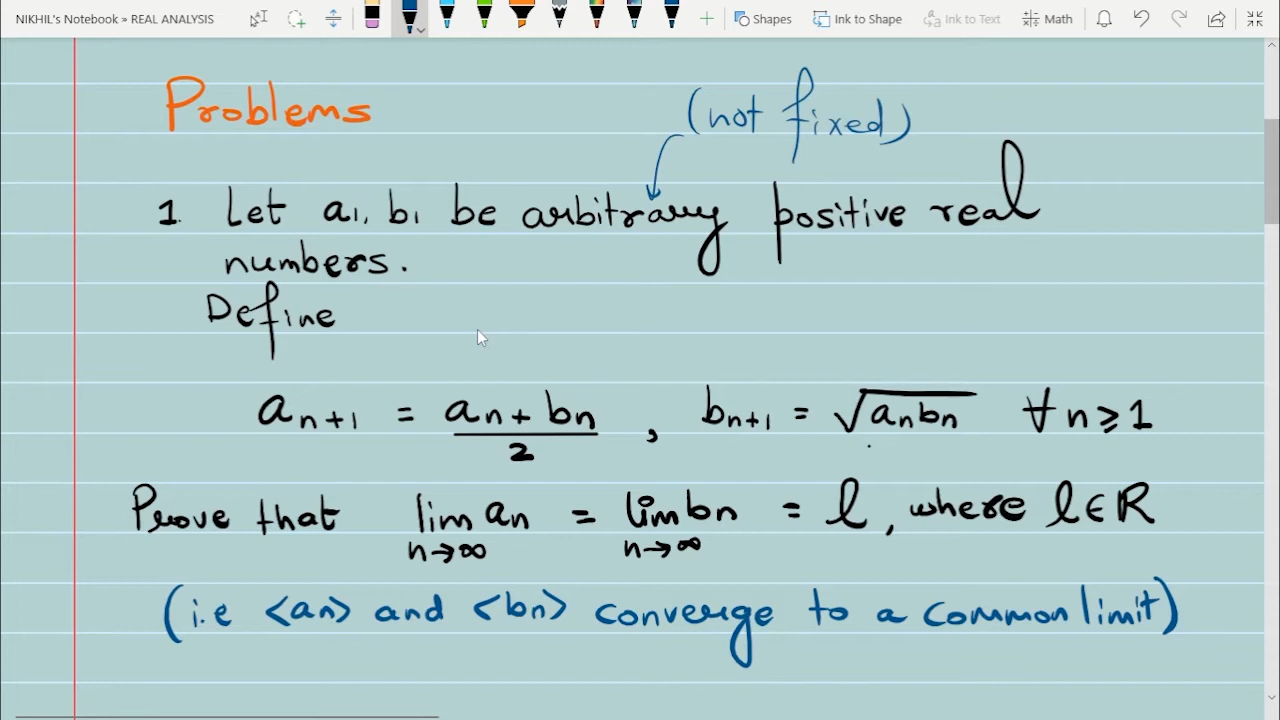 NIKHIL's Notebook → REAL ANALYSIS
Shapes
Ink to Shape
Ink to Text
Math
Problems
(not fixed)
1. Let a₁, b₁ be arbitrary positive real
numbers.
Define
aₙ₊₁ = (aₙ + bₙ)/2 , bₙ₊₁ = √(aₙbₙ) ∀ n ≥ 1
Prove that lim_{n→∞} aₙ = lim_{n→∞} bₙ = l, where l ∈ R
(i.e <an> and <bn> converge to a common limit)